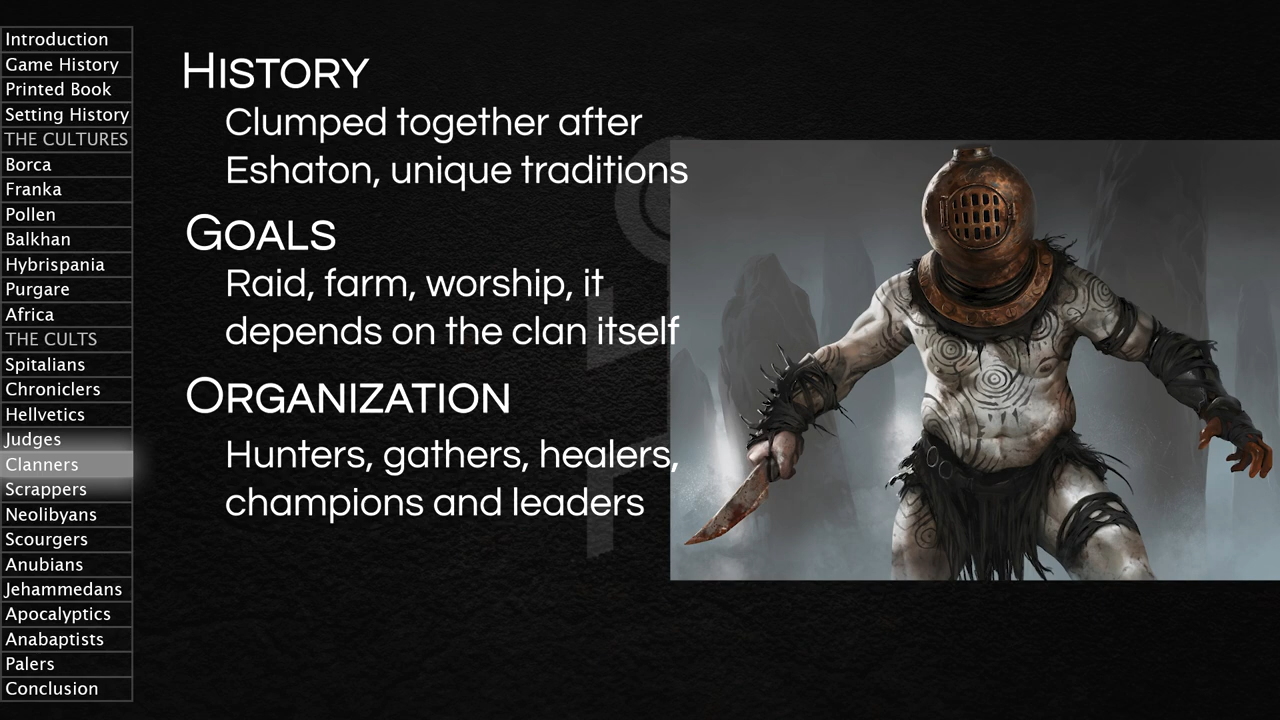 Introduction
Game History
Printed Book
Setting History
THE CULTURES
Borca
Franka
Pollen
Balkhan
Hybrispania
Purgare
Africa
THE CULTS
Spitalians
Chroniclers
Hellvetics
Judges
Clanners
Scrappers
Neolibyans
Scourgers
Anubians
Jehammedans
Apocalyptics
Anabaptists
Palers
Conclusion
HISTORY
Clumped together after
Eshaton, unique traditions
GOALS
Raid, farm, worship, it
depends on the clan itself
ORGANIZATION
Hunters, gathers, healers,
champions and leaders